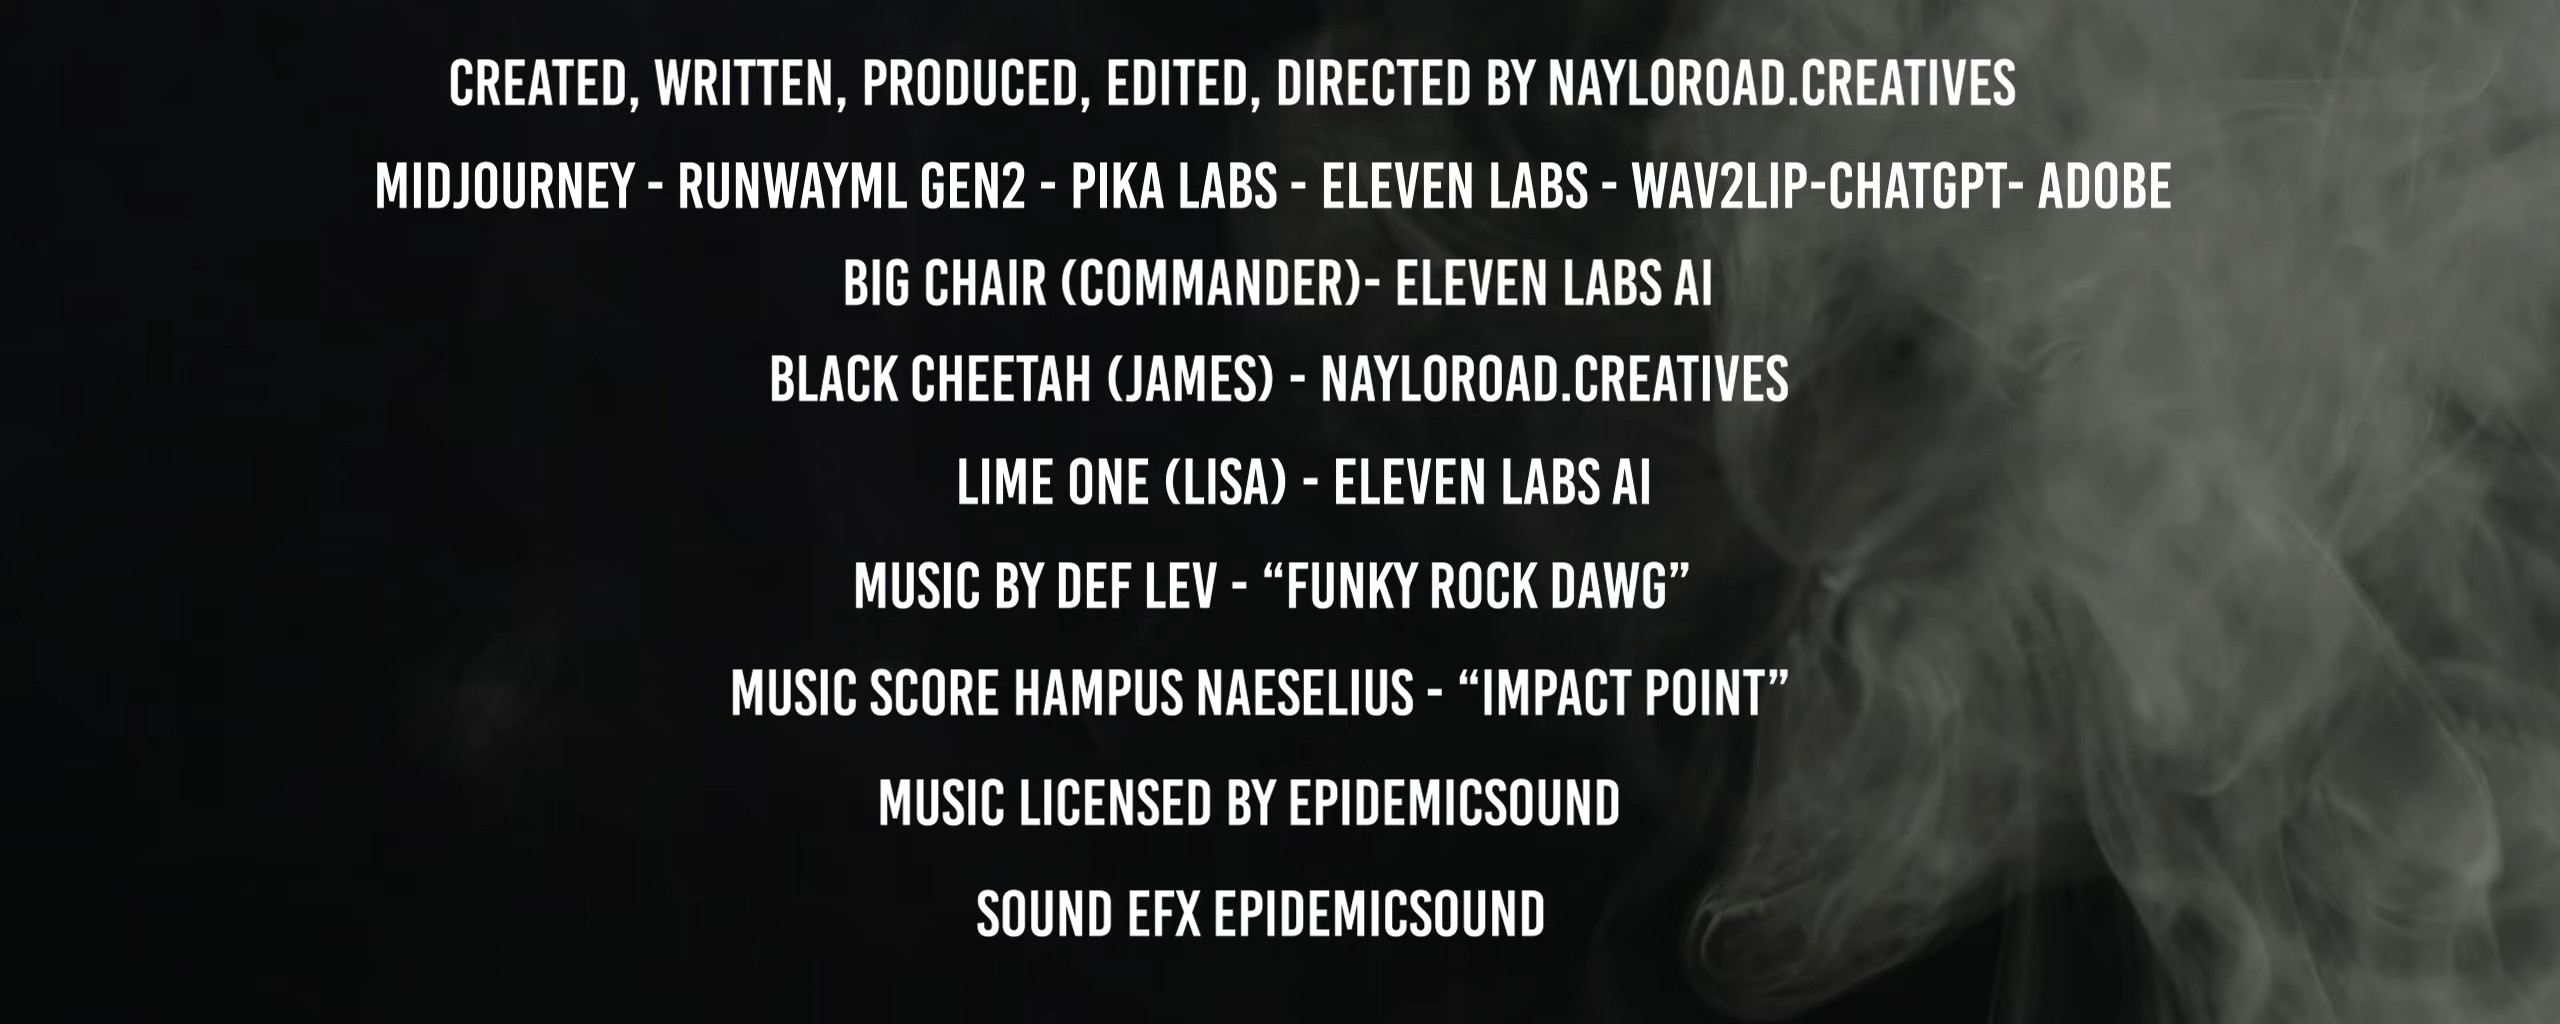 CREATED, WRITTEN, PRODUCED, EDITED, DIRECTED BY NAYLOROAD.CREATIVES
MIDJOURNEY - RUNWAYML GEN2 - PIKA LABS - ELEVEN LABS - WAV2LIP-CHATGPT- ADOBE
BIG CHAIR (COMMANDER)- ELEVEN LABS AI
BLACK CHEETAH (JAMES) - NAYLOROAD.CREATIVES
LIME ONE (LISA) - ELEVEN LABS AI
MUSIC BY DEF LEV - “FUNKY ROCK DAWG”
MUSIC SCORE HAMPUS NAESELIUS - “IMPACT POINT”
MUSIC LICENSED BY EPIDEMICSOUND
SOUND EFX EPIDEMICSOUND